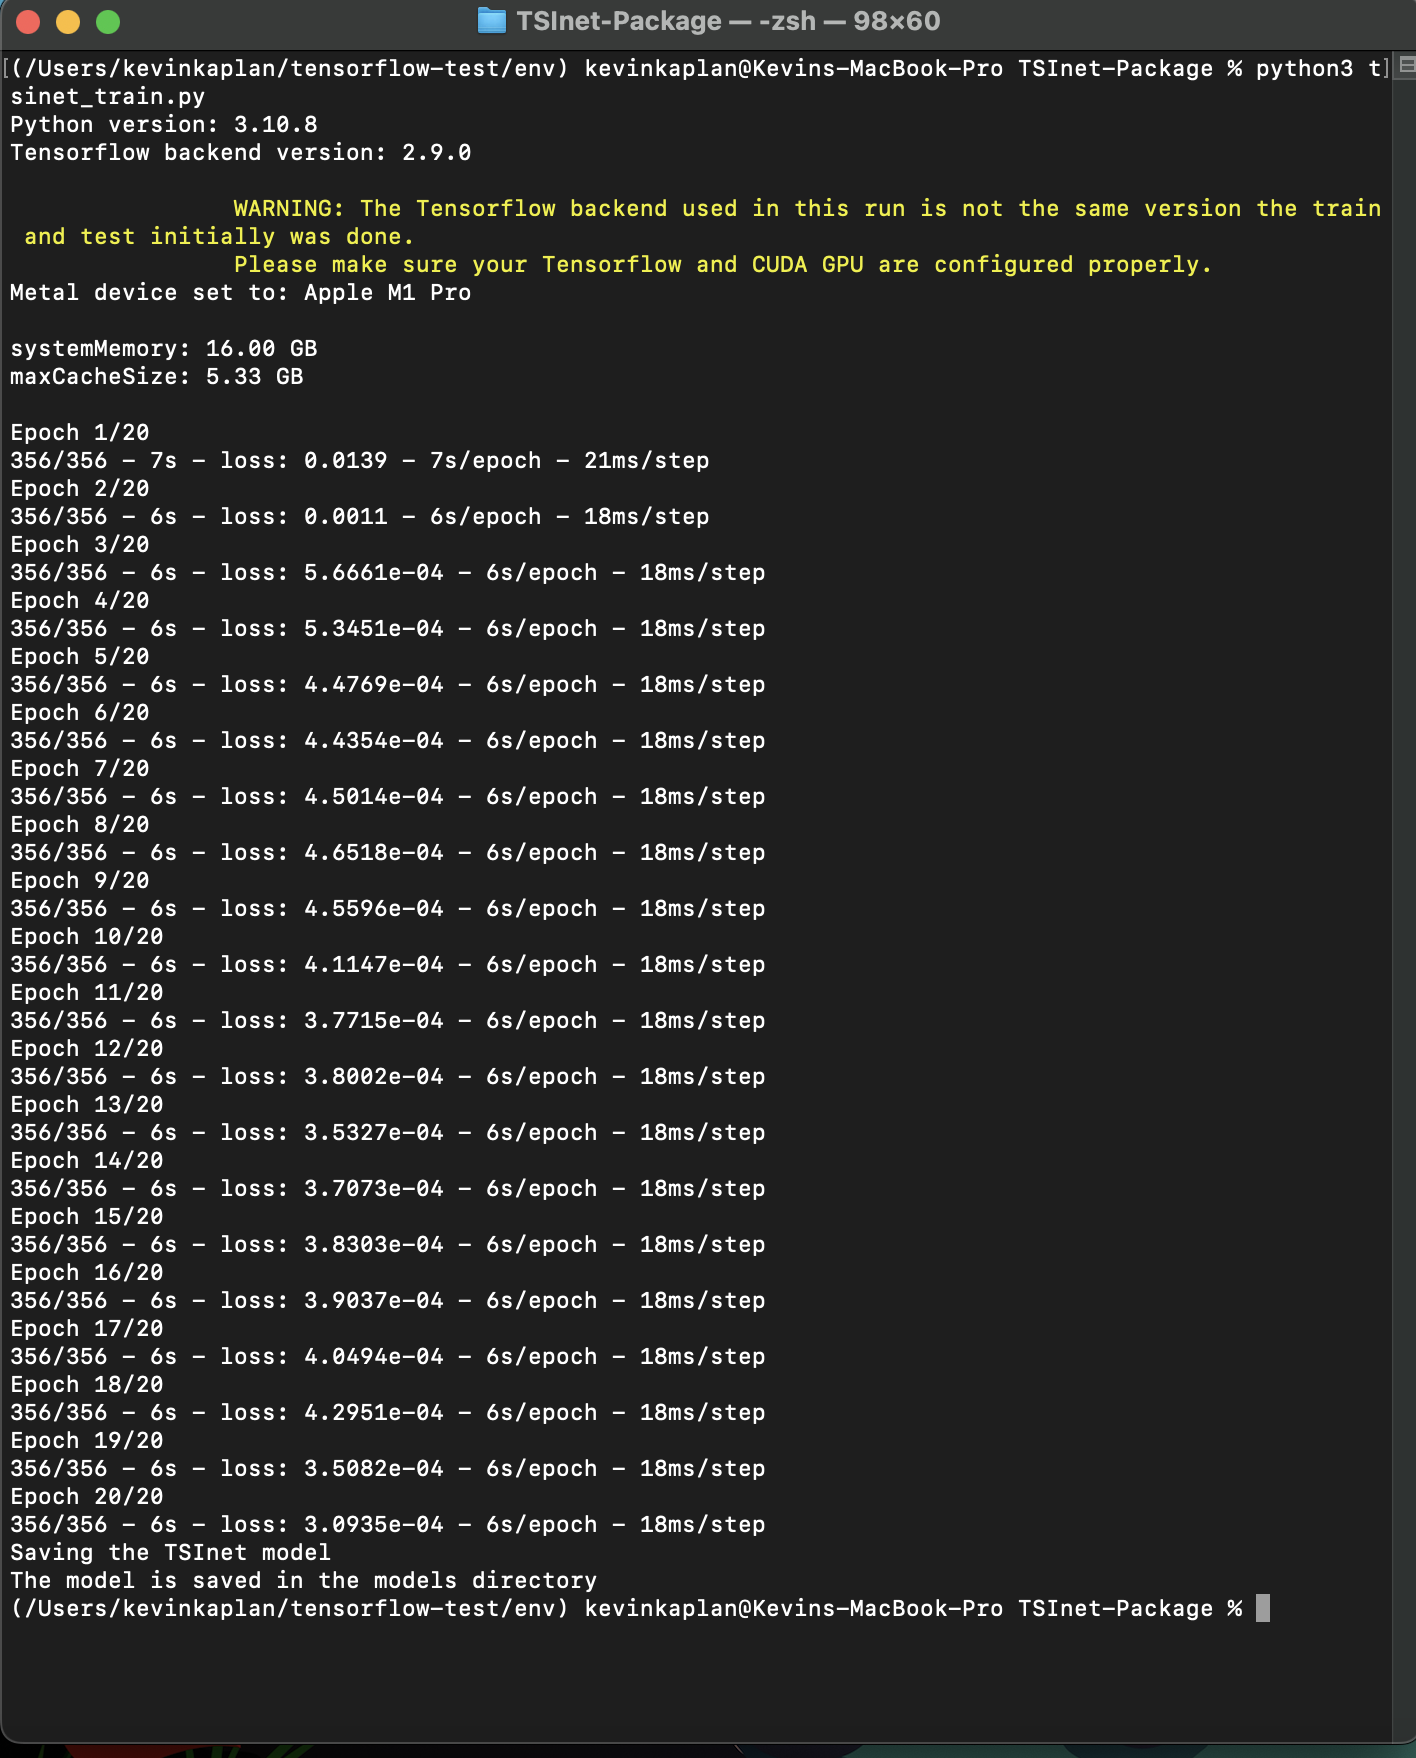 TSInet-Package — -zsh — 98×60
[(/Users/kevinkaplan/tensorflow-test/env) kevinkaplan@Kevins-MacBook-Pro TSInet-Package % python3 t]
sinet_train.py
Python version: 3.10.8
Tensorflow backend version: 2.9.0
WARNING: The Tensorflow backend used in this run is not the same version the train
and test initially was done.
Please make sure your Tensorflow and CUDA GPU are configured properly.
Metal device set to: Apple M1 Pro
systemMemory: 16.00 GB
maxCacheSize: 5.33 GB
Epoch 1/20
356/356 - 7s - loss: 0.0139 - 7s/epoch - 21ms/step
Epoch 2/20
356/356 - 6s - loss: 0.0011 - 6s/epoch - 18ms/step
Epoch 3/20
356/356 - 6s - loss: 5.6661e-04 - 6s/epoch - 18ms/step
Epoch 4/20
356/356 - 6s - loss: 5.3451e-04 - 6s/epoch - 18ms/step
Epoch 5/20
356/356 - 6s - loss: 4.4769e-04 - 6s/epoch - 18ms/step
Epoch 6/20
356/356 - 6s - loss: 4.4354e-04 - 6s/epoch - 18ms/step
Epoch 7/20
356/356 - 6s - loss: 4.5014e-04 - 6s/epoch - 18ms/step
Epoch 8/20
356/356 - 6s - loss: 4.6518e-04 - 6s/epoch - 18ms/step
Epoch 9/20
356/356 - 6s - loss: 4.5596e-04 - 6s/epoch - 18ms/step
Epoch 10/20
356/356 - 6s - loss: 4.1147e-04 - 6s/epoch - 18ms/step
Epoch 11/20
356/356 - 6s - loss: 3.7715e-04 - 6s/epoch - 18ms/step
Epoch 12/20
356/356 - 6s - loss: 3.8002e-04 - 6s/epoch - 18ms/step
Epoch 13/20
356/356 - 6s - loss: 3.5327e-04 - 6s/epoch - 18ms/step
Epoch 14/20
356/356 - 6s - loss: 3.7073e-04 - 6s/epoch - 18ms/step
Epoch 15/20
356/356 - 6s - loss: 3.8303e-04 - 6s/epoch - 18ms/step
Epoch 16/20
356/356 - 6s - loss: 3.9037e-04 - 6s/epoch - 18ms/step
Epoch 17/20
356/356 - 6s - loss: 4.0494e-04 - 6s/epoch - 18ms/step
Epoch 18/20
356/356 - 6s - loss: 4.2951e-04 - 6s/epoch - 18ms/step
Epoch 19/20
356/356 - 6s - loss: 3.5082e-04 - 6s/epoch - 18ms/step
Epoch 20/20
356/356 - 6s - loss: 3.0935e-04 - 6s/epoch - 18ms/step
Saving the TSInet model
The model is saved in the models directory
(/Users/kevinkaplan/tensorflow-test/env) kevinkaplan@Kevins-MacBook-Pro TSInet-Package %